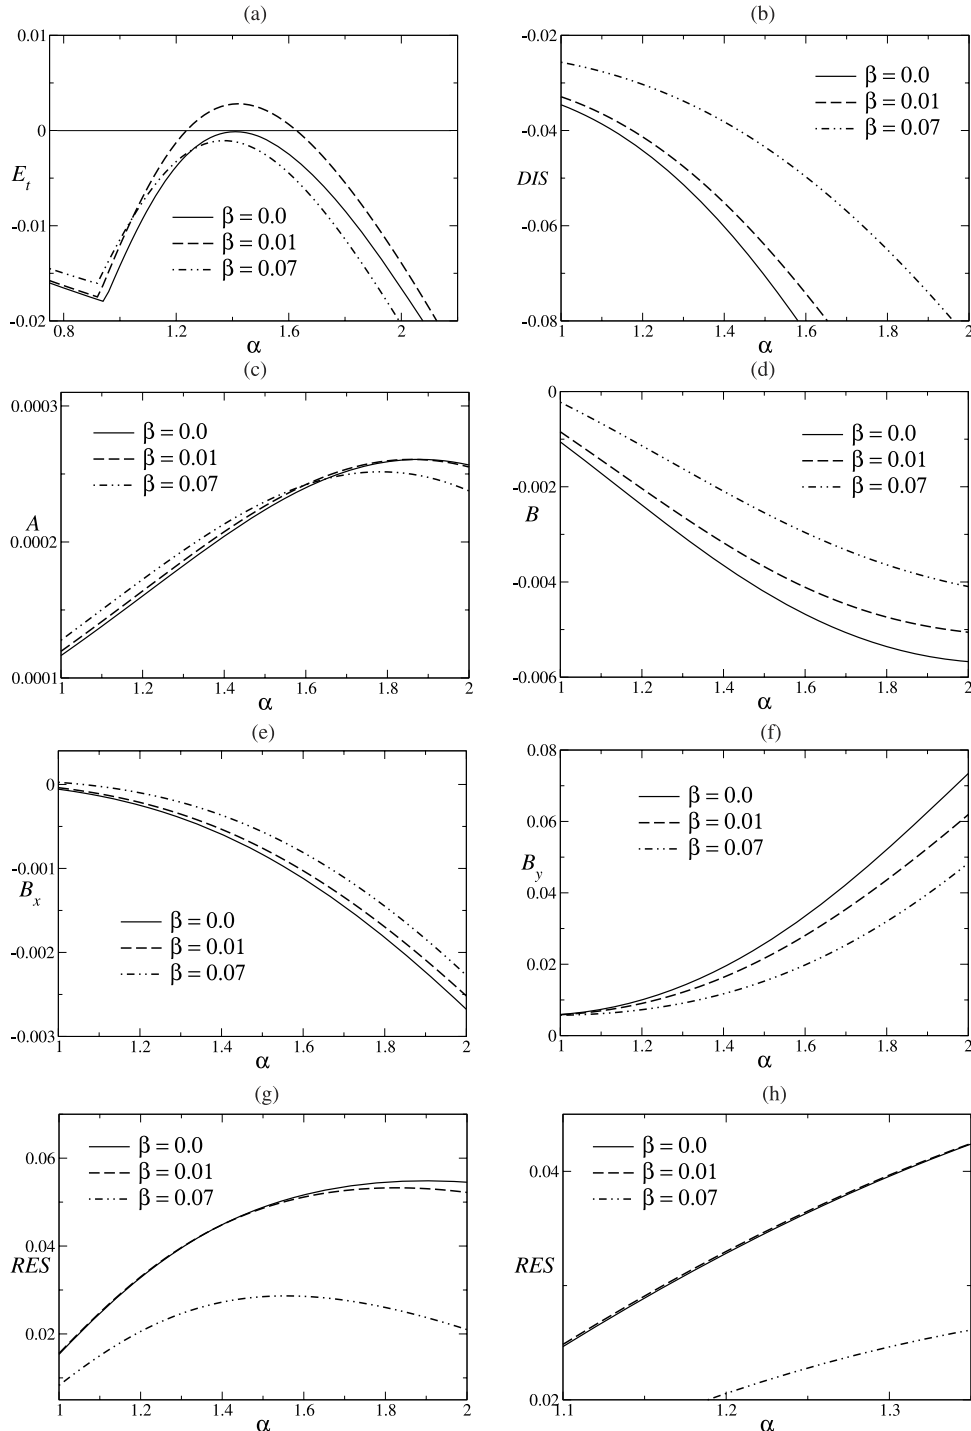 (a)
0.01
0
-0.01
-0.02
E_t
β = 0.0
β = 0.01
β = 0.07
0.8 1.2 1.6 2
α
(b)
-0.02
-0.04
-0.06
-0.08
DIS
β = 0.0
β = 0.01
β = 0.07
1 1.2 1.4 1.6 1.8 2
α
(c)
0.0003
0.0002
0.0001
A
β = 0.0
β = 0.01
β = 0.07
1 1.2 1.4 1.6 1.8 2
α
(d)
0
-0.002
-0.004
-0.006
B
β = 0.0
β = 0.01
β = 0.07
1 1.2 1.4 1.6 1.8 2
α
(e)
0
-0.001
-0.002
-0.003
B_x
β = 0.0
β = 0.01
β = 0.07
1 1.2 1.4 1.6 1.8 2
α
(f)
0.08
0.06
0.04
0.02
0
B_y
β = 0.0
β = 0.01
β = 0.07
1 1.2 1.4 1.6 1.8 2
α
(g)
0.06
0.04
0.02
RES
β = 0.0
β = 0.01
β = 0.07
1 1.2 1.4 1.6 1.8 2
α
(h)
0.04
0.02
RES
β = 0.0
β = 0.01
β = 0.07
1.1 1.2 1.3
α